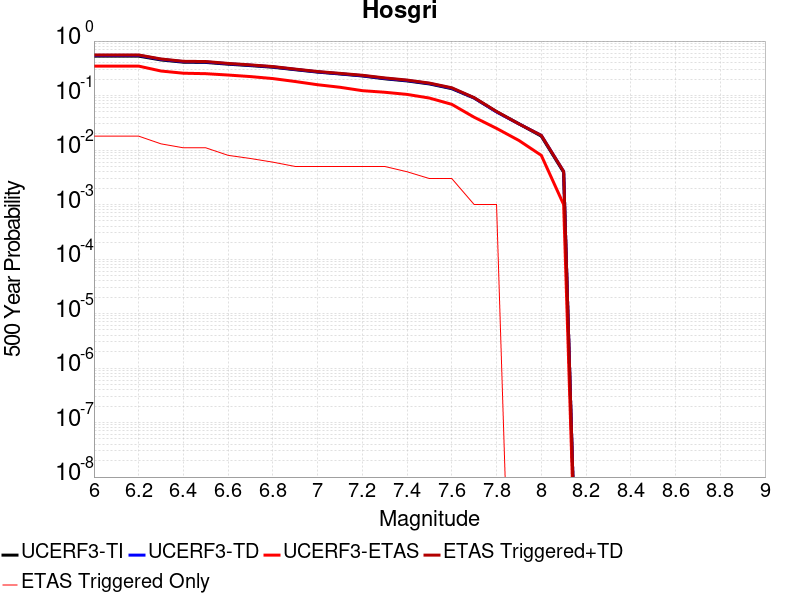 Hosgri
500 Year Probability
10^0
10^-1
10^-2
10^-3
10^-4
10^-5
10^-6
10^-7
10^-8
6 6.2 6.4 6.6 6.8 7 7.2 7.4 7.6 7.8 8 8.2 8.4 8.6 8.8 9
Magnitude
UCERF3-TI UCERF3-TD UCERF3-ETAS ETAS Triggered+TD
ETAS Triggered Only